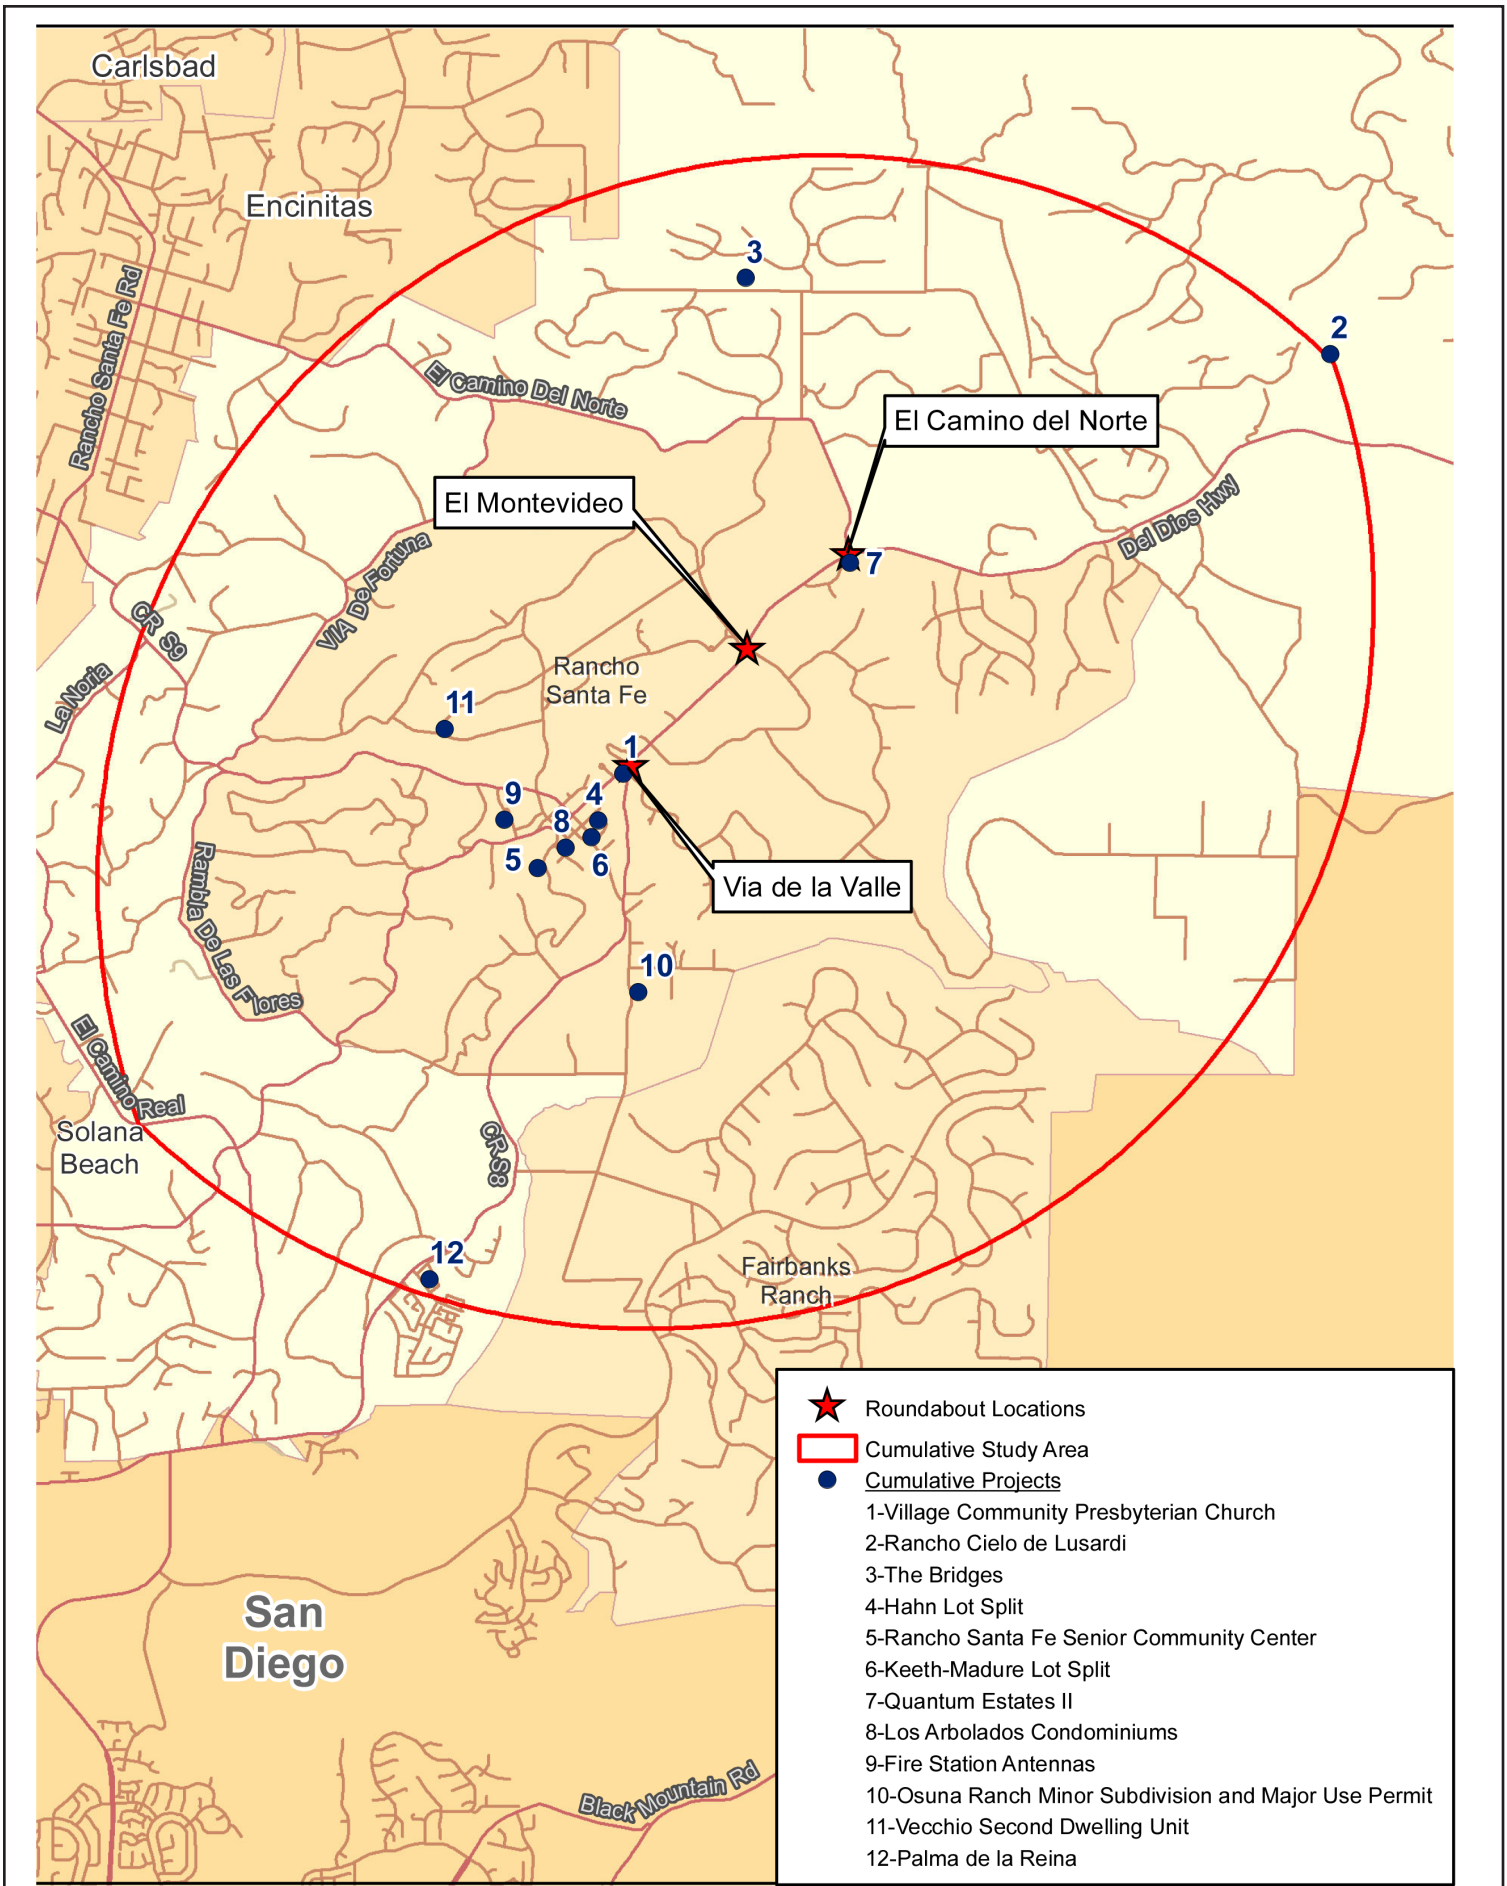 Carlsbad
Encinitas
3
2
Rancho Santa Fe Rd
El Camino Del Norte
El Camino del Norte
El Montevideo
Del Dios Hwy
VIA De Fortuna
7
CR S9
La Noria
Rancho
Santa Fe
11
1
9
4
8
5
6
Via de la Valle
Rambla De Las Flores
10
El Camino Real
Solana
Beach
CR S8
12
Fairbanks
Ranch
San
Diego
Black Mountain Rd
Roundabout Locations
Cumulative Study Area
Cumulative Projects
1-Village Community Presbyterian Church
2-Rancho Cielo de Lusardi
3-The Bridges
4-Hahn Lot Split
5-Rancho Santa Fe Senior Community Center
6-Keeth-Madure Lot Split
7-Quantum Estates II
8-Los Arbolados Condominiums
9-Fire Station Antennas
10-Osuna Ranch Minor Subdivision and Major Use Permit
11-Vecchio Second Dwelling Unit
12-Palma de la Reina